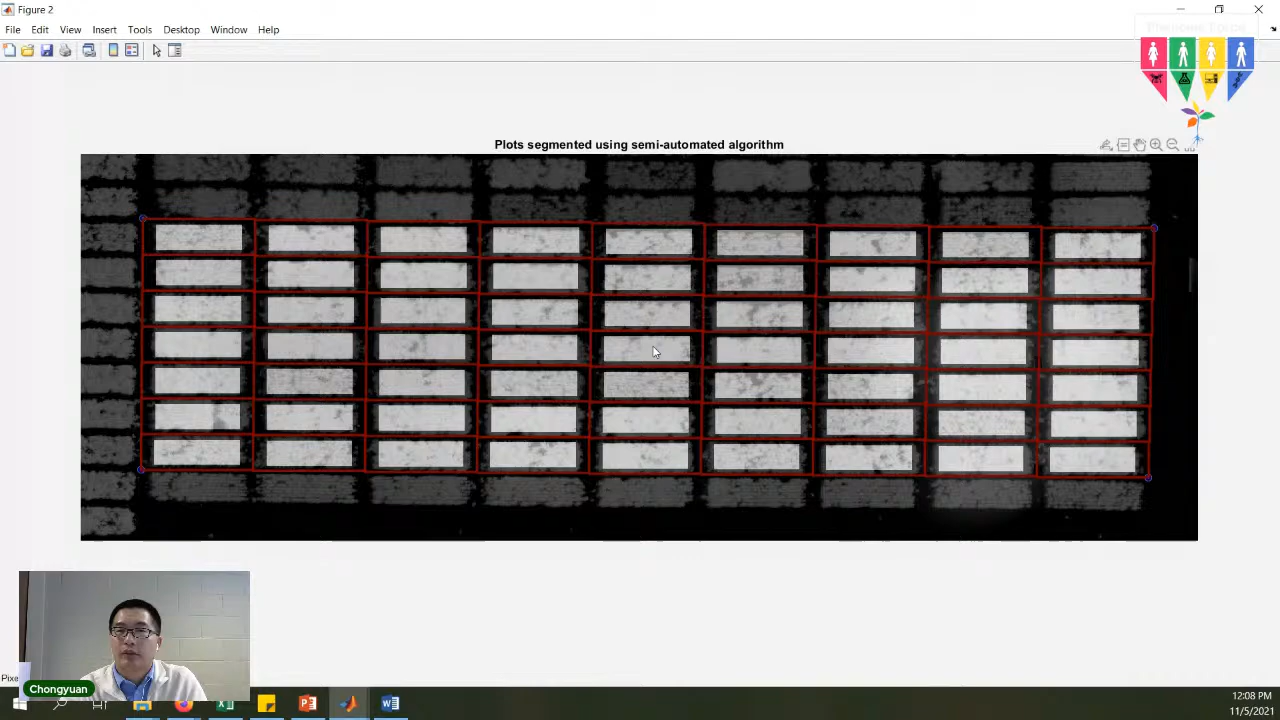 Figure 2
File Edit View Insert Tools Desktop Window Help
Plots segmented using semi-automated algorithm
Chongyuan
12:08 PM
11/5/2021